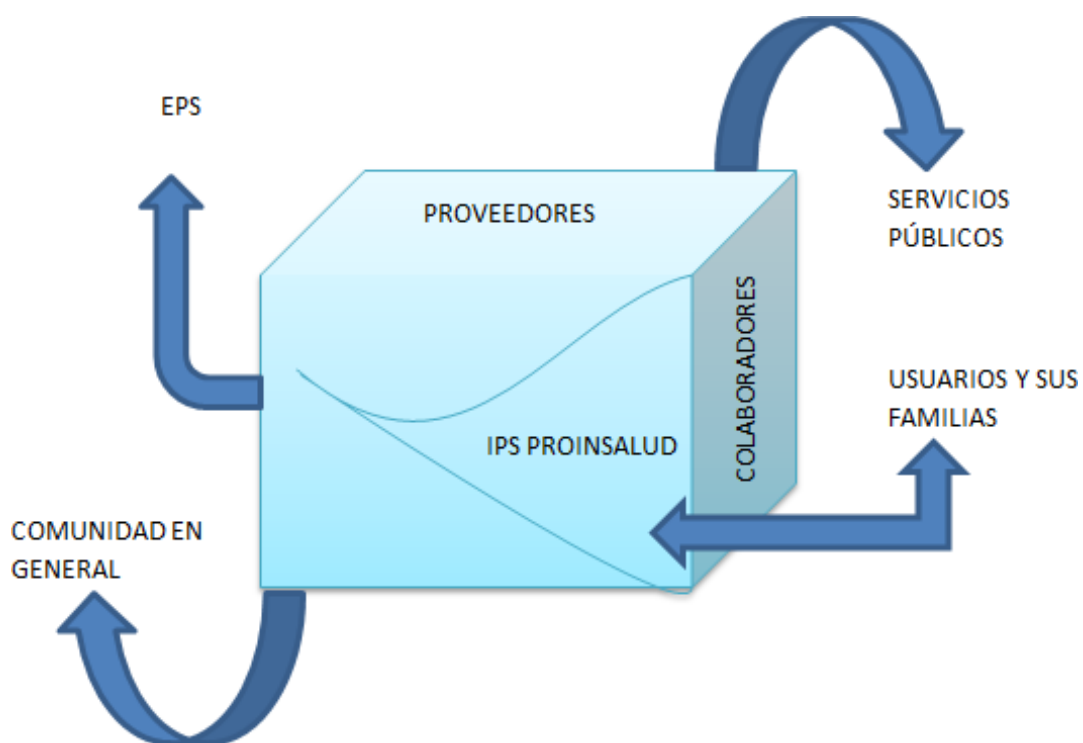 EPS
PROVEEDORES
SERVICIOS
PÚBLICOS
COLABORADORES
USUARIOS Y SUS
FAMILIAS
IPS PROINSALUD
COMUNIDAD EN
GENERAL